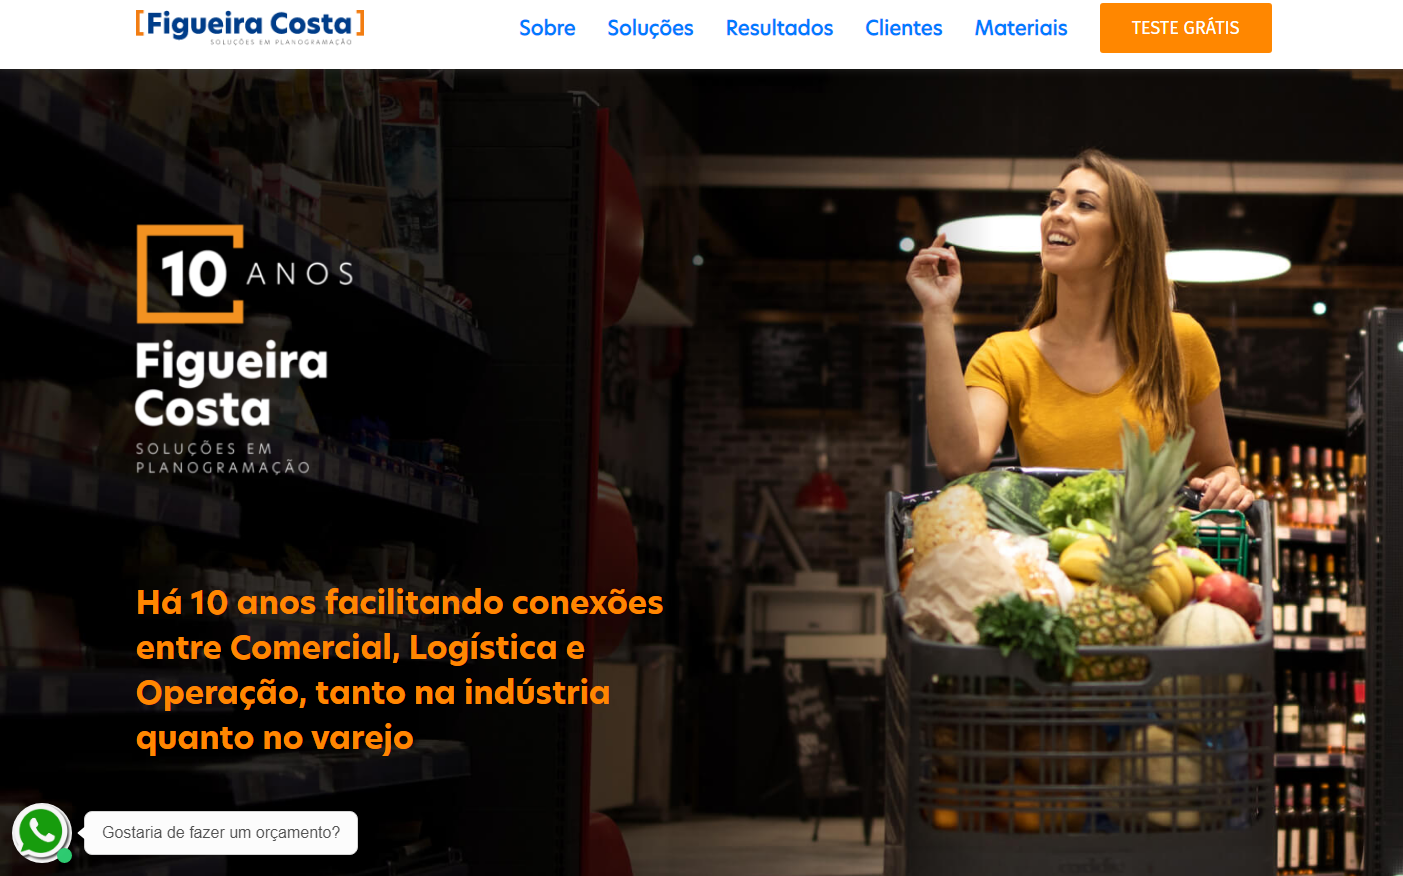 [Figueira Costa]
SOLUÇÕES EM PLANOGRAMAÇÃO
Sobre Soluções Resultados Clientes Materiais TESTE GRÁTIS
10 ANOS
Figueira
Costa
SOLUÇÕES EM
PLANOGRAMAÇÃO
Há 10 anos facilitando conexões
entre Comercial, Logística e
Operação, tanto na indústria
quanto no varejo
Gostaria de fazer um orçamento?